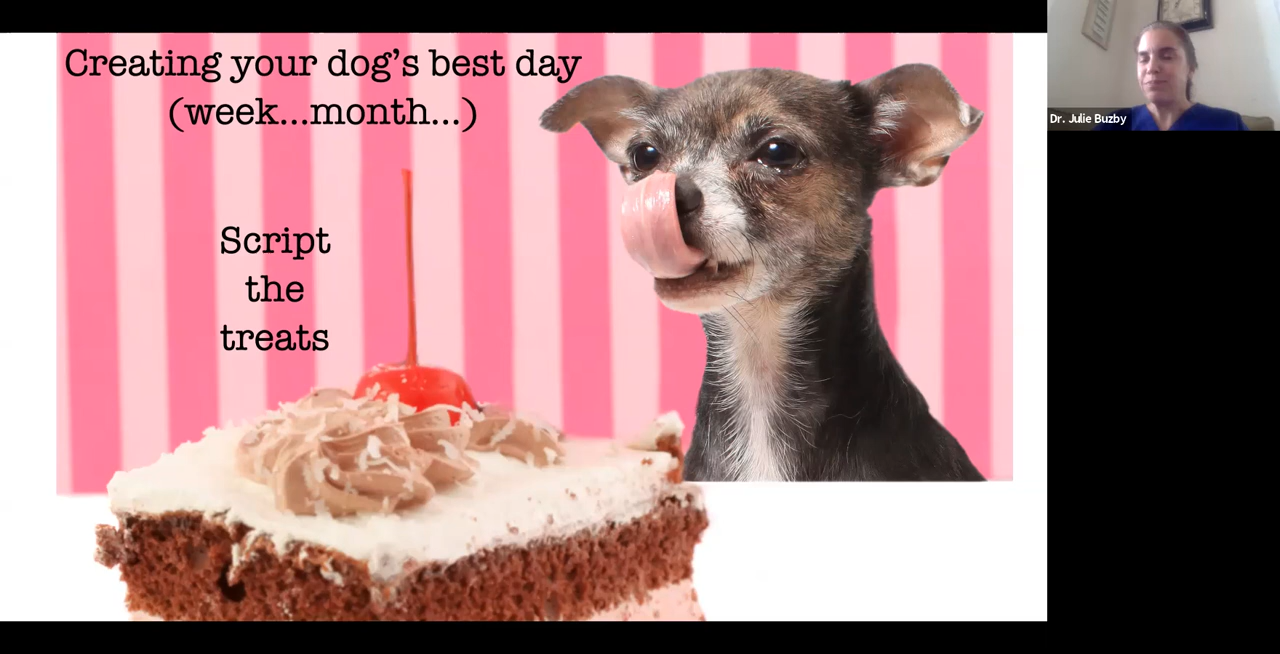 Creating your dog’s best day
(week...month...)
Script
the
treats
Dr. Julie Buzby